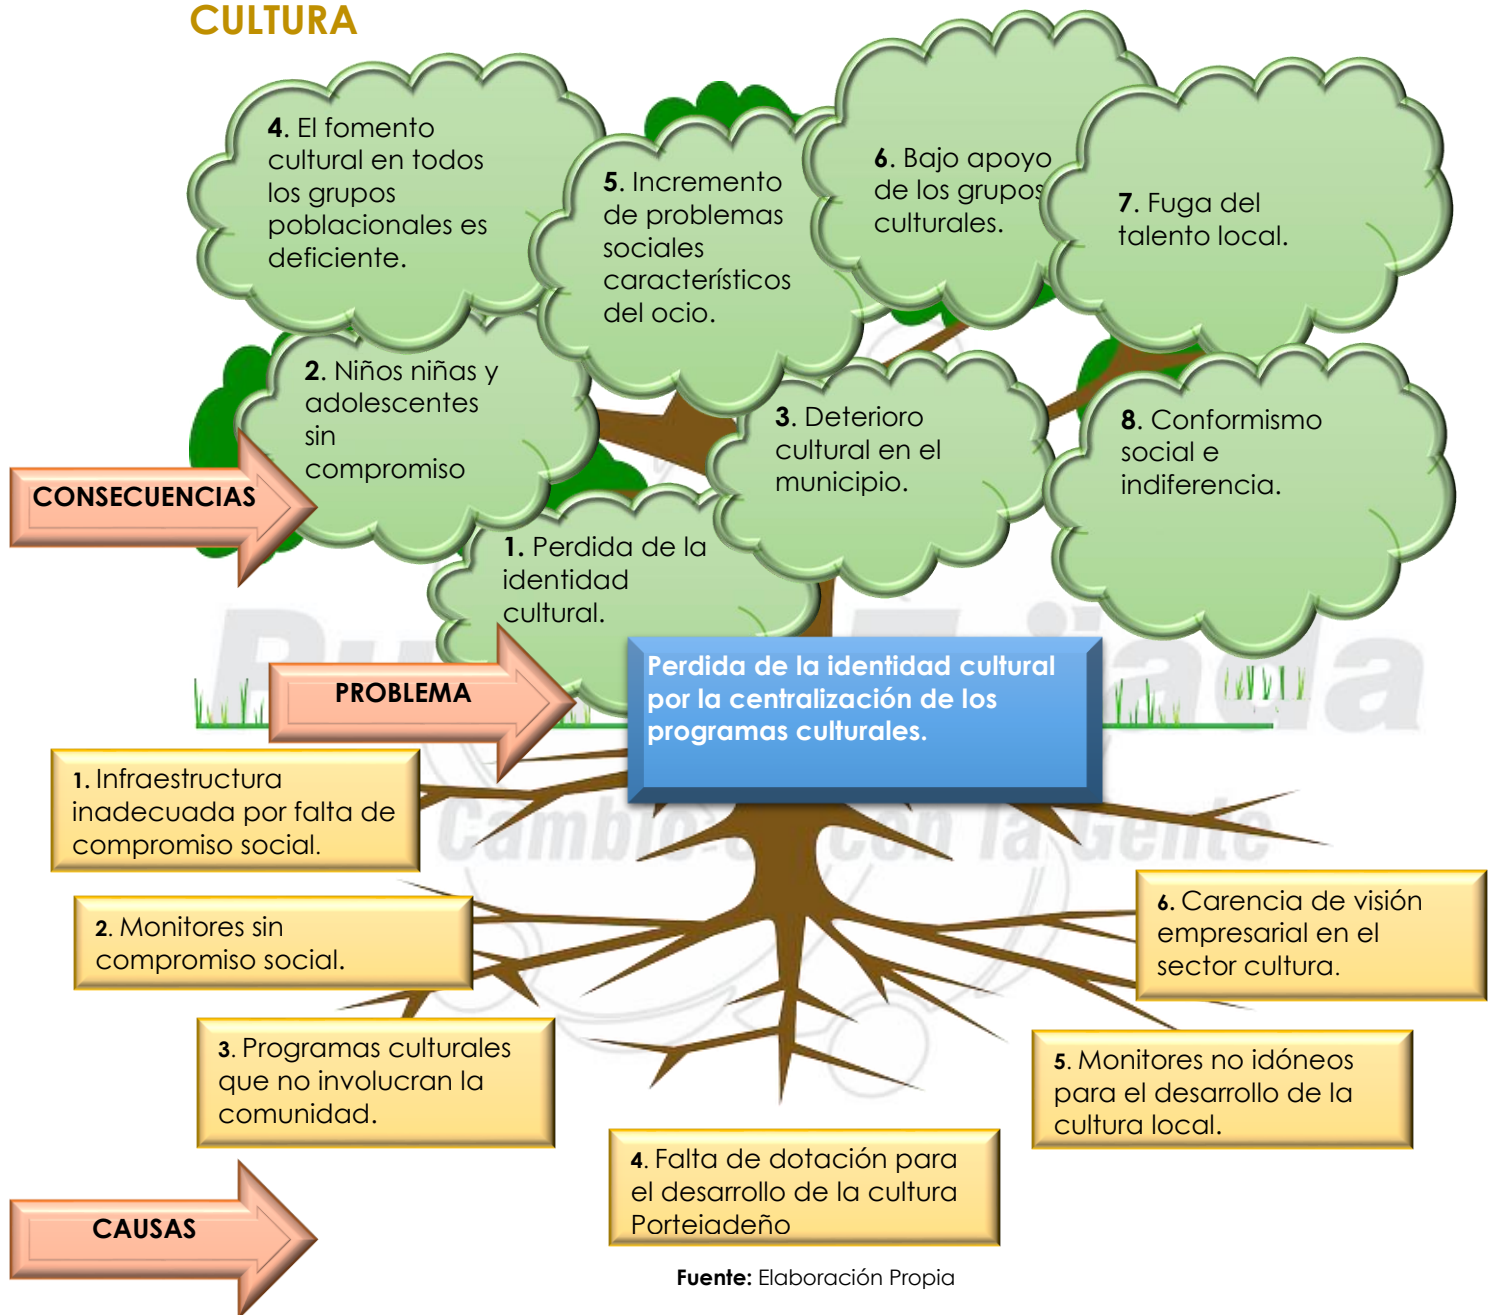 CULTURA
4. El fomento
cultural en todos
los grupos
poblacionales es
deficiente.
5. Incremento
de problemas
sociales
característicos
del ocio.
6. Bajo apoyo
de los grupos
culturales.
7. Fuga del
talento local.
2. Niños niñas y
adolescentes
sin
compromiso
3. Deterioro
cultural en el
municipio.
8. Conformismo
social e
indiferencia.
CONSECUENCIAS
1. Perdida de la
identidad
cultural.
PROBLEMA
Perdida de la identidad cultural
por la centralización de los
programas culturales.
1. Infraestructura
inadecuada por falta de
compromiso social.
Cambio con la Gente
2. Monitores sin
compromiso social.
6. Carencia de visión
empresarial en el
sector cultura.
3. Programas culturales
que no involucran la
comunidad.
5. Monitores no idóneos
para el desarrollo de la
cultura local.
4. Falta de dotación para
el desarrollo de la cultura
Porteiadeño
CAUSAS
Fuente: Elaboración Propia